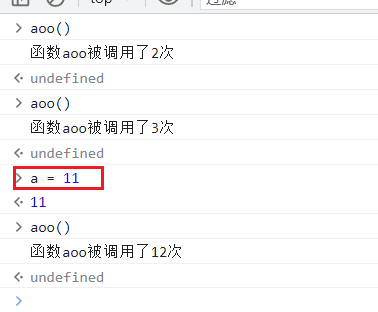 top
过滤
> aoo()
函数aoo被调用了2次
<· undefined
> aoo()
函数aoo被调用了3次
<· undefined
> a = 11
<· 11
> aoo()
函数aoo被调用了12次
<· undefined
>